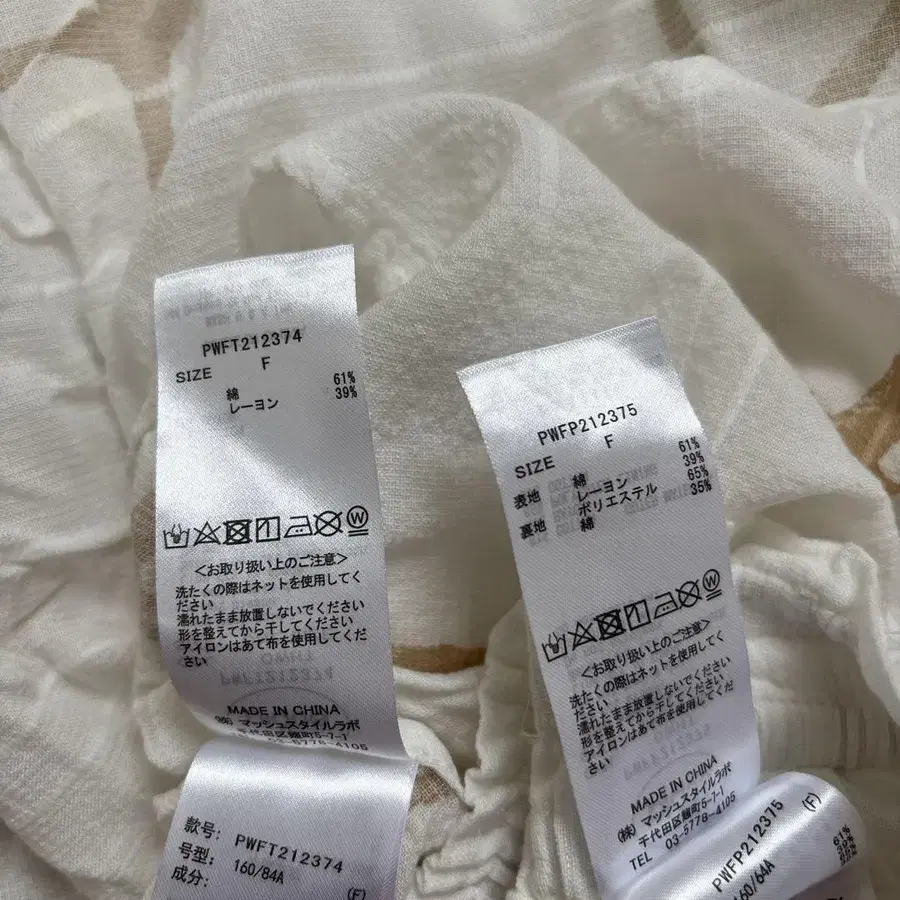 PWFT212374
SIZE F
綿 61%
レーヨン 39%
<お取り扱い上のご注意>
洗たくの際はネットを使用してく
ださい
濡れたまま放置しないでください
形を整えてから干してください
アイロンはあて布を使用してくだ
さい
MADE IN CHINA
(株) マッシュスタイルラボ
千代田区麹町5-7-1
03-5778-4105
款号: PWFT212374
号型: 160/84A
成分:
(F)
PWFP212375
SIZE F
表地 綿 61%
レーヨン 39%
裏地 ポリエステル 65%
綿 35%
<お取り扱い上のご注意>
洗たくの際はネットを使用してく
ださい
濡れたまま放置しないでください
形を整えてから干してください
アイロンはあて布を使用してくだ
さい
MADE IN CHINA
(株) マッシュスタイルラボ
千代田区麹町5-7-1
TEL 03-5778-4105
PWFP212375
160/64A
(F)
61%
39%